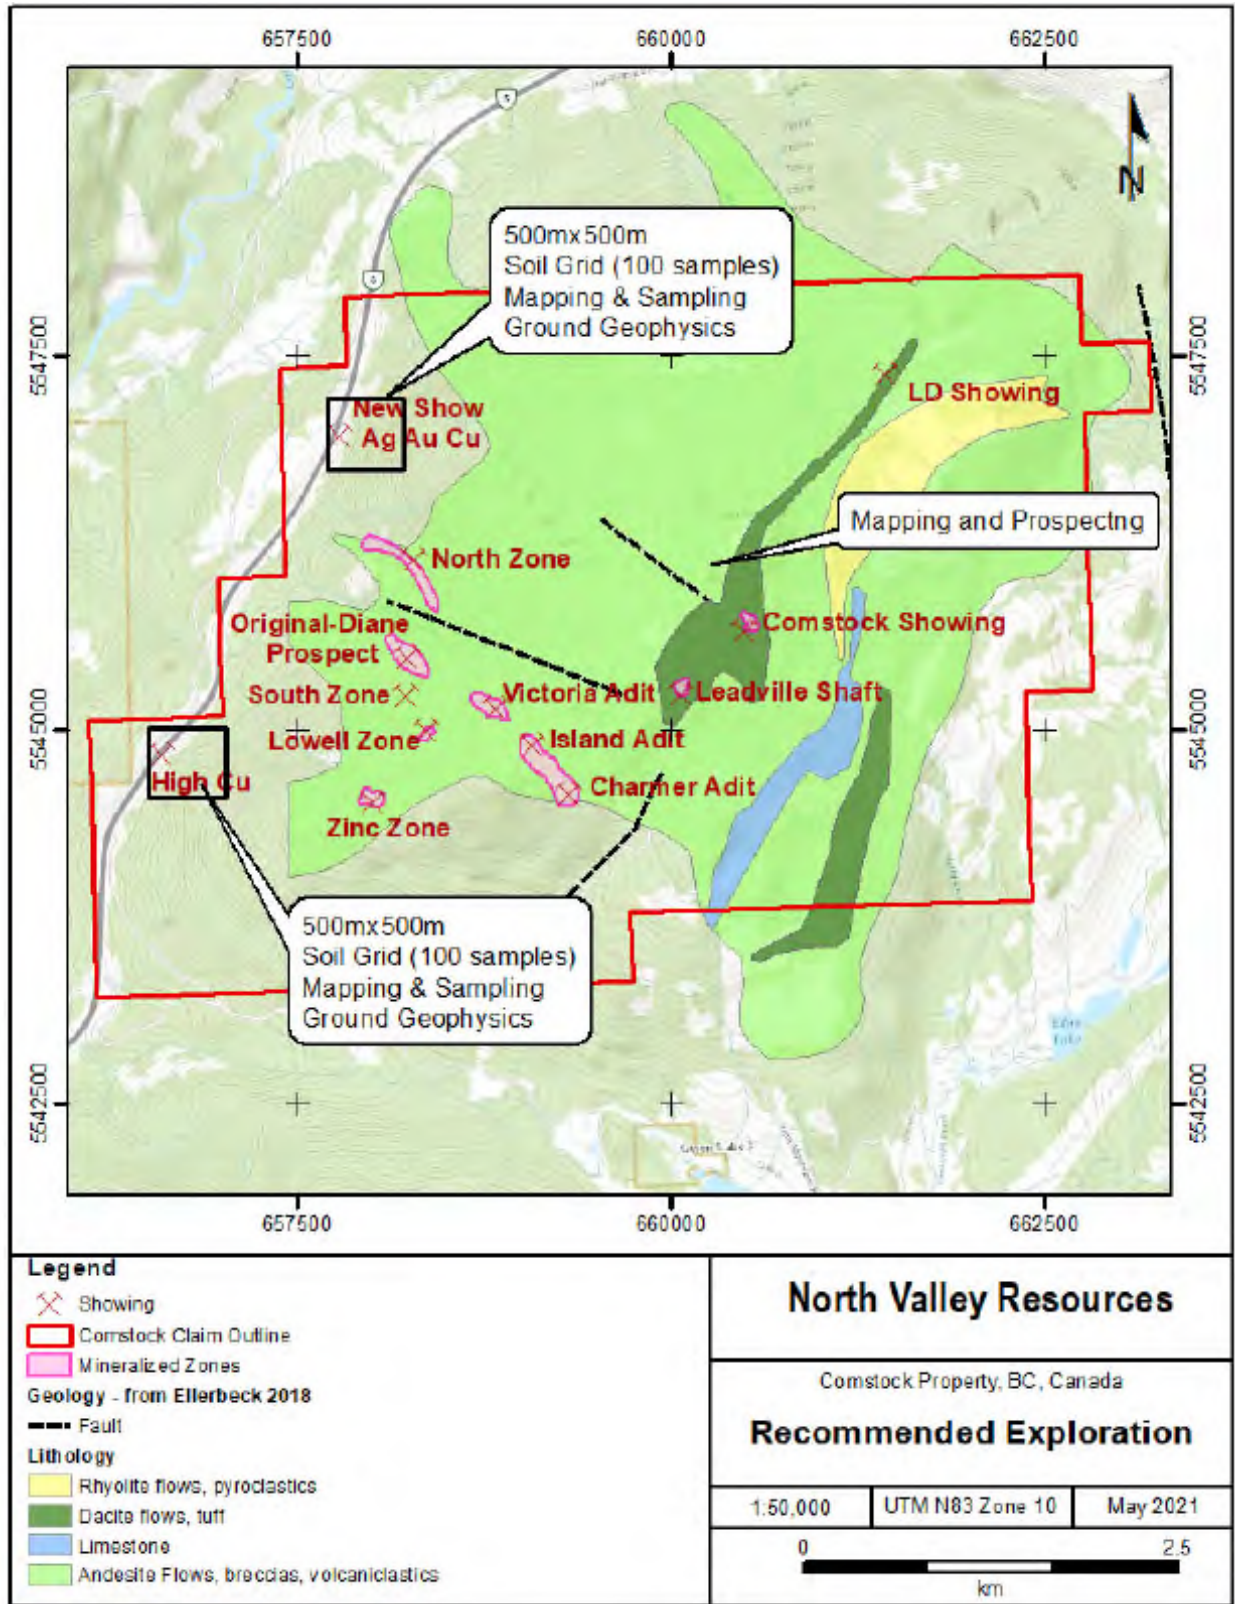 657500
660000
662500
5
N
500mx500m
Soil Grid (100 samples)
Mapping & Sampling
Ground Geophysics
5
5547500
5547500
LD Showing
New Show
Ag Au Cu
Mapping and Prospectng
North Zone
Original-Diane
Prospect
Comstock Showing
South Zone
Victoria Adit
Leadville Shaft
Lowell Zone
Island Adit
5545000
5545000
High Cu
Charmer Adit
Zinc Zone
500mx500m
Soil Grid (100 samples)
Mapping & Sampling
Ground Geophysics
5542500
5542500
657500
660000
662500
Legend
Showing
Comstock Claim Outline
Mineralized Zones
Geology - from Ellerbeck 2018
Fault
Lithology
Rhyolite flows, pyroclastics
Dacite flows, tuff
Limestone
Andesite Flows, breccias, volcaniclastics
North Valley Resources
Comstock Property, BC, Canada
Recommended Exploration
1:50,000
UTM N83 Zone 10
May 2021
0
2.5
km